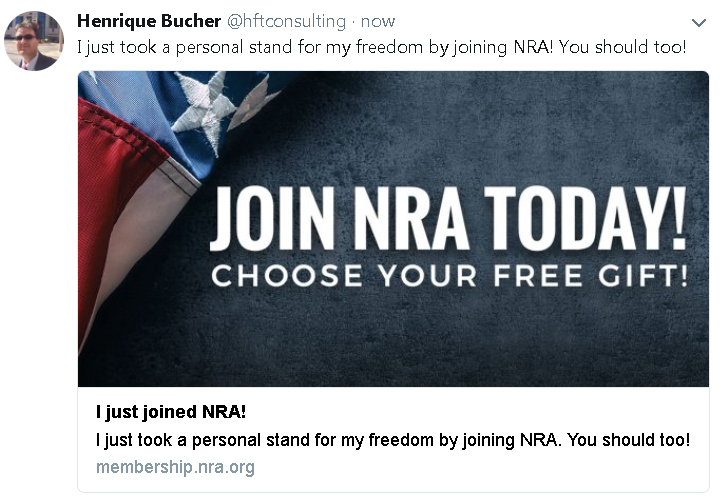 Henrique Bucher @hftconsulting · now
I just took a personal stand for my freedom by joining NRA! You should too!
JOIN NRA TODAY!
CHOOSE YOUR FREE GIFT!
I just joined NRA!
I just took a personal stand for my freedom by joining NRA. You should too!
membership.nra.org